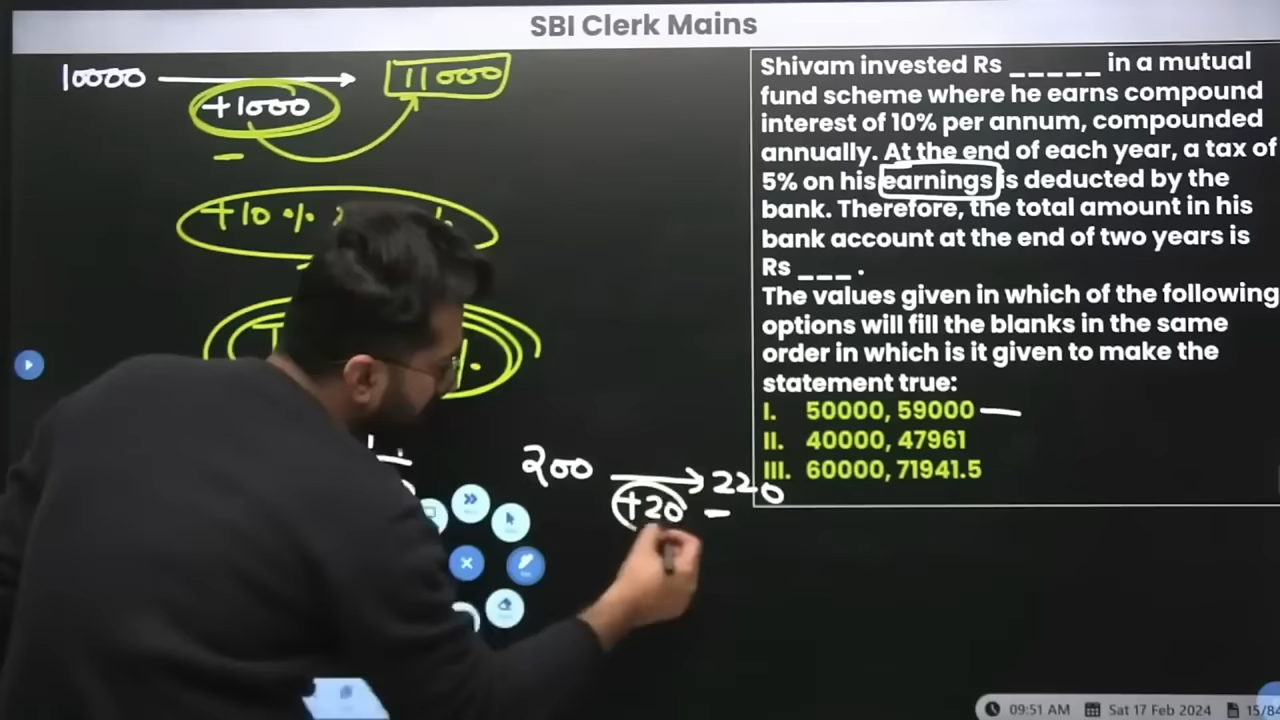 SBI Clerk Mains
10000 → 11000
+1000
+10%
200 → 220
+20
Shivam invested Rs _____ in a mutual
fund scheme where he earns compound
interest of 10% per annum, compounded
annually. At the end of each year, a tax of
5% on his earnings is deducted by the
bank. Therefore, the total amount in his
bank account at the end of two years is
Rs ___.
The values given in which of the following
options will fill the blanks in the same
order in which is it given to make the
statement true:
I. 50000, 59000
II. 40000, 47961
III. 60000, 71941.5
09:51 AM Sat 17 Feb 2024 15/84